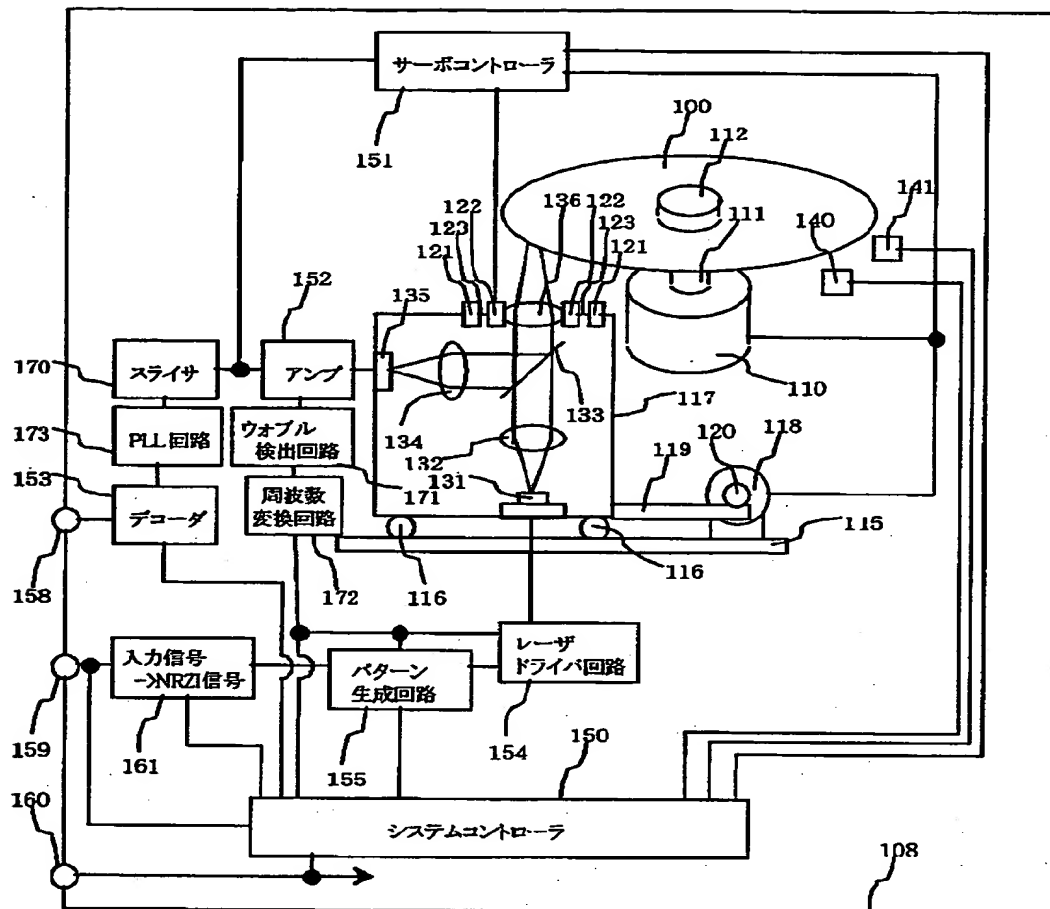 サーボコントローラ
151
100
112
141
122
123
121
136
122
123
121
111
140
152
135
170
スライサ
アンプ
110
133
117
134
173
PLL回路
ウォブル
検出回路
132
131
171
119
120
118
153
デコーダ
周波数
変換回路
115
158
172
116
116
入力信号
->NRZI信号
パターン
生成回路
レーザ
ドライバ回路
159
161
155
154
150
160
システムコントローラ
108